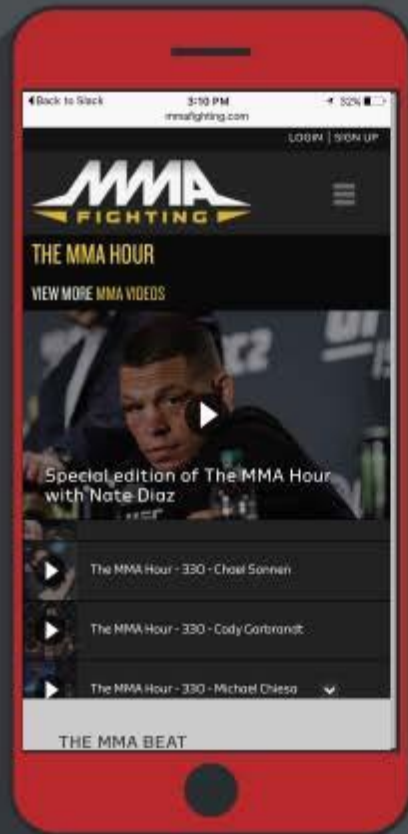 Back to Slack 3:10 PM 32%
mmafighting.com
LOGIN | SIGN UP
MMA
FIGHTING
THE MMA HOUR
VIEW MORE MMA VIDEOS
Special edition of The MMA Hour
with Nate Diaz
UFC
The MMA Hour - 330 - Chael Sonnen
The MMA Hour - 330 - Cody Garbrandt
The MMA Hour - 330 - Michael Chiesa
THE MMA BEAT